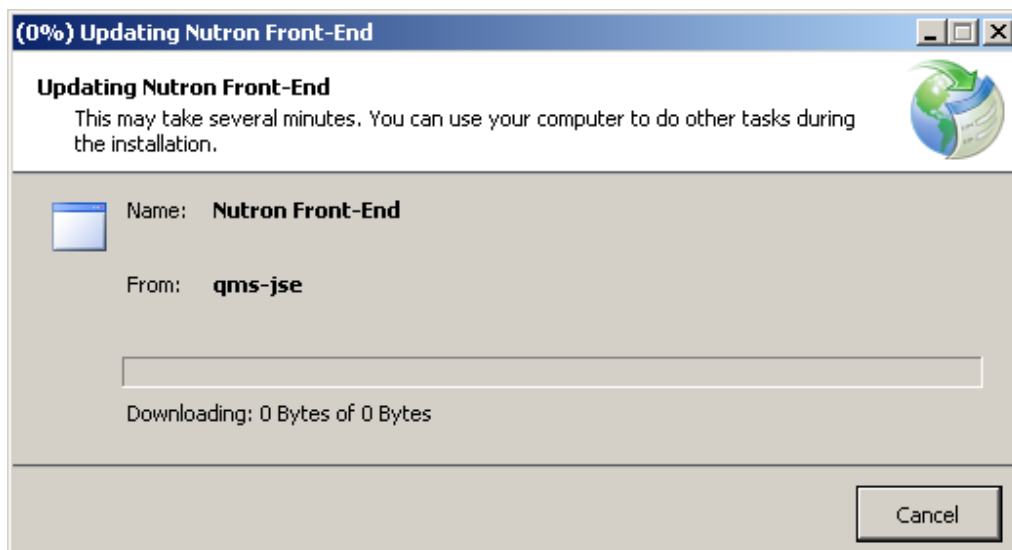 (0%) Updating Nutron Front-End
Updating Nutron Front-End
This may take several minutes. You can use your computer to do other tasks during
the installation.
Name: Nutron Front-End
From: qms-jse
Downloading: 0 Bytes of 0 Bytes
Cancel